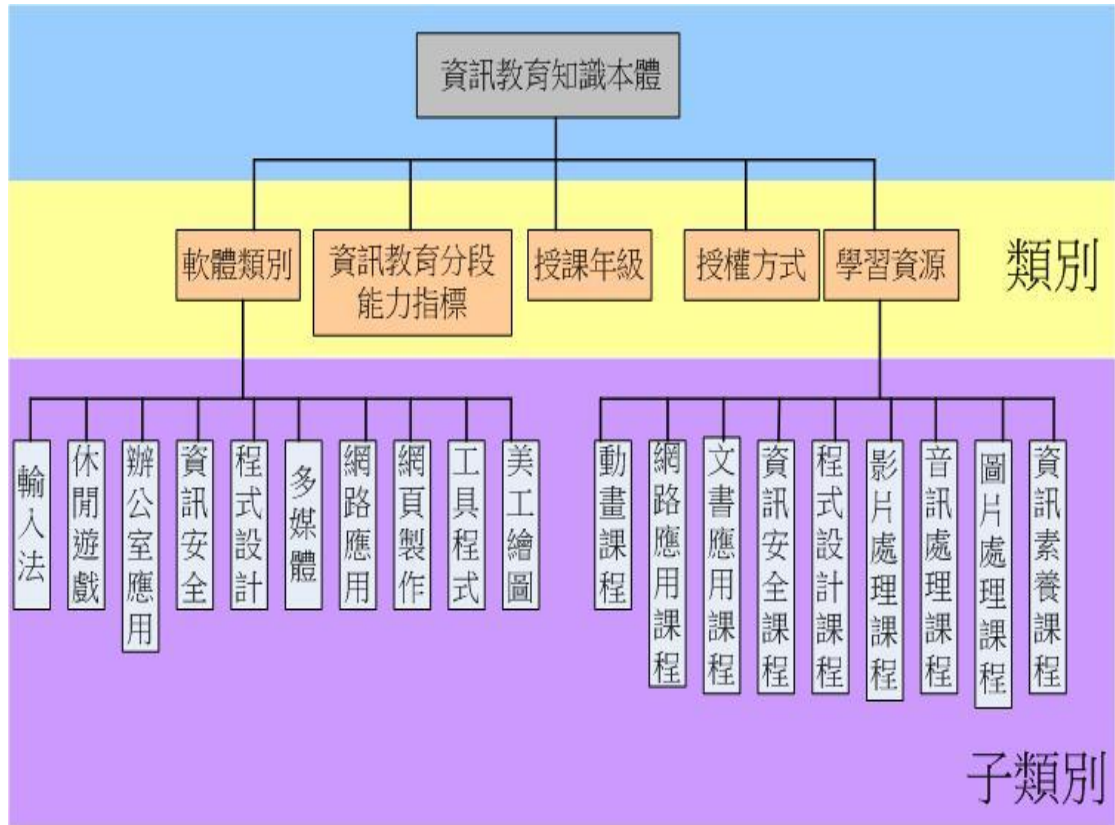 資訊教育知識本體
軟體類別
資訊教育分段
能力指標
授課年級
授權方式
學習資源
類別
輸入法
休閒遊戲
辦公室應用
資訊安全
程式設計
多媒體
網路應用
網頁製作
工具程式
美工繪圖
動畫課程
網路應用課程
文書應用課程
資訊安全課程
程式設計課程
影片處理課程
音訊處理課程
圖片處理課程
資訊素養課程
子類別